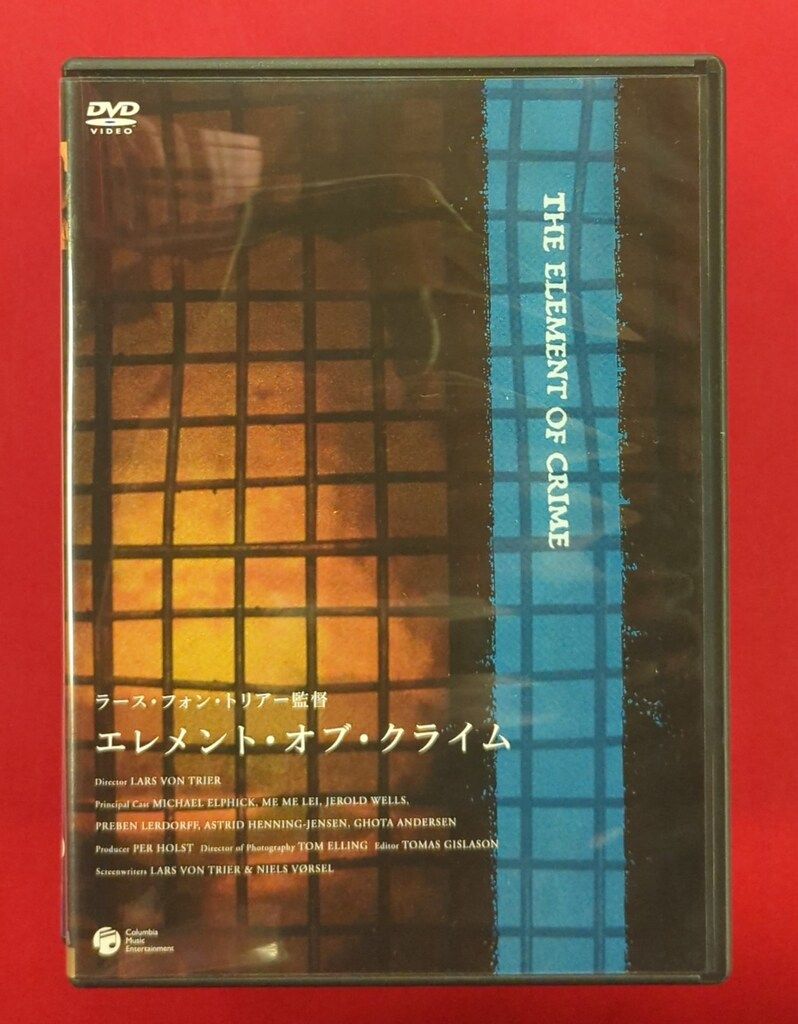 DVD
VIDEO
THE ELEMENT OF CRIME
ラース・フォン・トリアー監督
エレメント・オブ・クライム
Director LARS VON TRIER
Principal Cast MICHAEL ELPHICK, ME ME LEI, JEROLD WELLS,
PREBEN LERDORFF, ASTRID HENNING-JENSEN, GHOTA ANDERSEN
Producer PER HOLST Director of Photography TOM ELLING Editor TOMAS GISLASON
Screenwriters LARS VON TRIER & NIELS VØRSEL
Columbia
Music
Entertainment